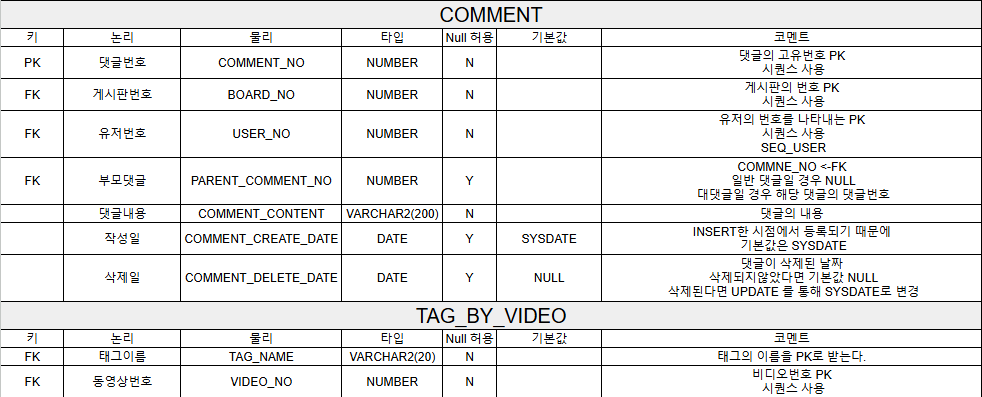 COMMENT
키 논리 물리 타입 Null 허용 기본값 코멘트
PK 댓글번호 COMMENT_NO NUMBER N 댓글의 고유번호 PK
시퀀스 사용
FK 게시판번호 BOARD_NO NUMBER N 게시판의 번호 PK
시퀀스 사용
FK 유저번호 USER_NO NUMBER N 유저의 번호를 나타내는 PK
시퀀스 사용
SEQ_USER
FK 부모댓글 PARENT_COMMENT_NO NUMBER Y COMMNE_NO <-FK
일반 댓글일 경우 NULL
대댓글일 경우 해당 댓글의 댓글번호
댓글내용 COMMENT_CONTENT VARCHAR2(200) N 댓글의 내용
작성일 COMMENT_CREATE_DATE DATE Y SYSDATE INSERT한 시점에서 등록되기 때문에
기본값은 SYSDATE
삭제일 COMMENT_DELETE_DATE DATE Y NULL 댓글이 삭제된 날짜
삭제되지않았다면 기본값 NULL
삭제된다면 UPDATE 를 통해 SYSDATE로 변경
TAG_BY_VIDEO
키 논리 물리 타입 Null 허용 기본값 코멘트
FK 태그이름 TAG_NAME VARCHAR2(20) N 태그의 이름을 PK로 받는다.
FK 동영상번호 VIDEO_NO NUMBER N 비디오번호 PK
시퀀스 사용